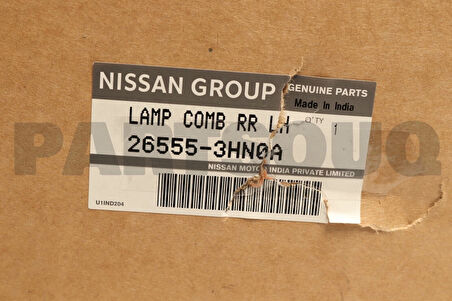 NISSAN GROUP GENUINE PARTS
Made In India
LAMP COMB RR LH Q'TY 1
26555-3HN0A
NISSAN MOTOR INDIA PRIVATE LIMITED
U1IND204
PARTSOUQ